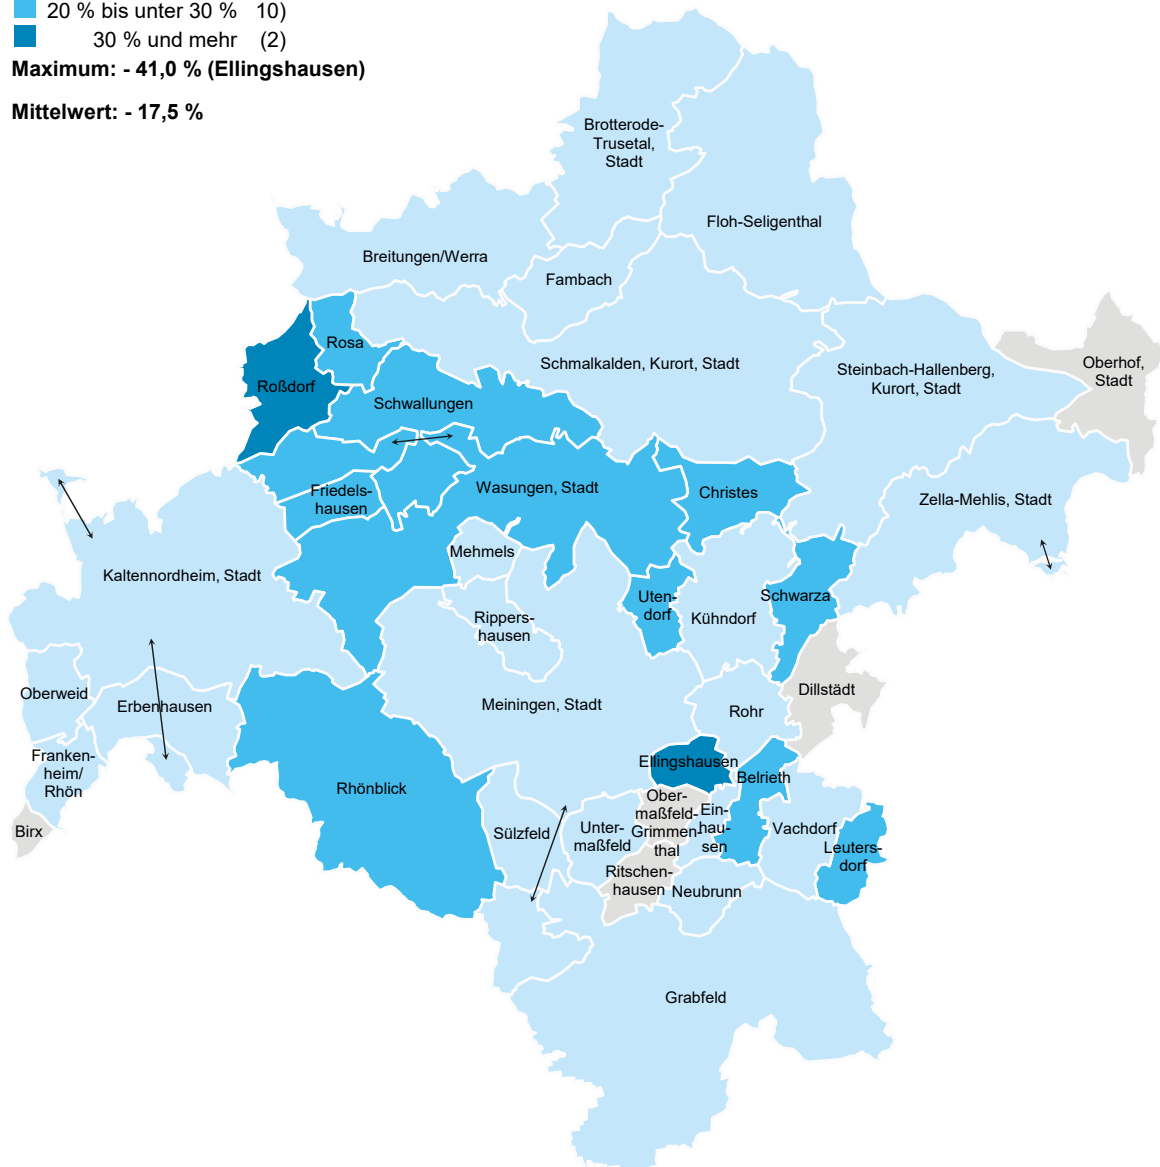 20 % bis unter 30 % 10)
30 % und mehr (2)
Maximum: - 41,0 % (Ellingshausen)
Mittelwert: - 17,5 %
Brotterode-
Trusetal,
Stadt
Floh-Seligenthal
Breitungen/Werra
Fambach
Rosa
Schmalkalden, Kurort, Stadt
Steinbach-Hallenberg,
Kurort, Stadt
Oberhof,
Stadt
Roßdorf
Schwallungen
Friedels-
hausen
Wasungen, Stadt
Christes
Zella-Mehlis, Stadt
Mehmels
Kaltennordheim, Stadt
Uten-
dorf
Schwarza
Rippers-
hausen
Kühndorf
Oberweid
Erbenhausen
Meiningen, Stadt
Rohr
Dillstädt
Franken-
heim/
Rhön
Ellingshausen
Belrieth
Rhönblick
Birx
Sülzfeld
Unter-
maßfeld
Ober-
maßfeld-
Grimmen-
thal
Ein-
hau-
sen
Vachdorf
Leuters-
dorf
Ritschen-
hausen
Neubrunn
Grabfeld